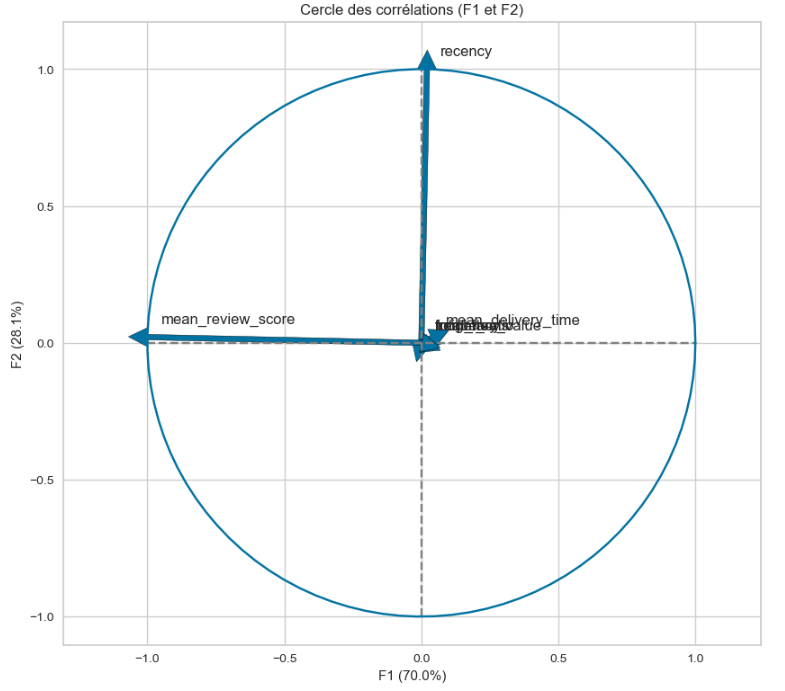 Cercle des corrélations (F1 et F2)
recency
1.0
0.5
mean_review_score
mean_delivery_time
0.0
−0.5
−1.0
F2 (28.1%)
−1.0
−0.5
0.0
0.5
1.0
F1 (70.0%)